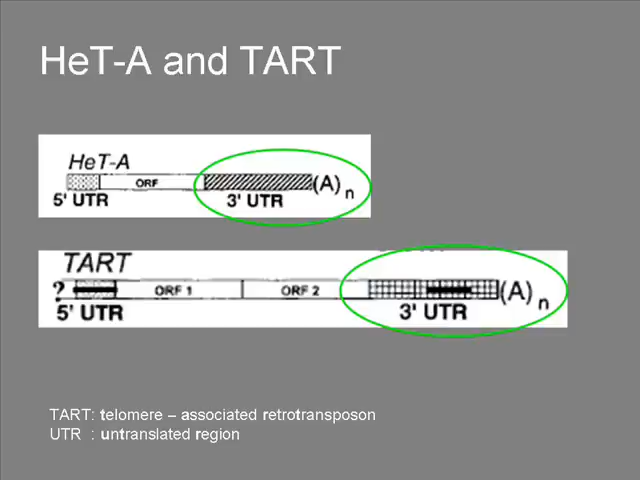 HeT-A and TART
HeT-A
ORF
(A)n
5' UTR
3' UTR
TART
?
ORF 1
ORF 2
(A)n
5' UTR
3' UTR
TART: telomere – associated retrotransposon
UTR : untranslated region